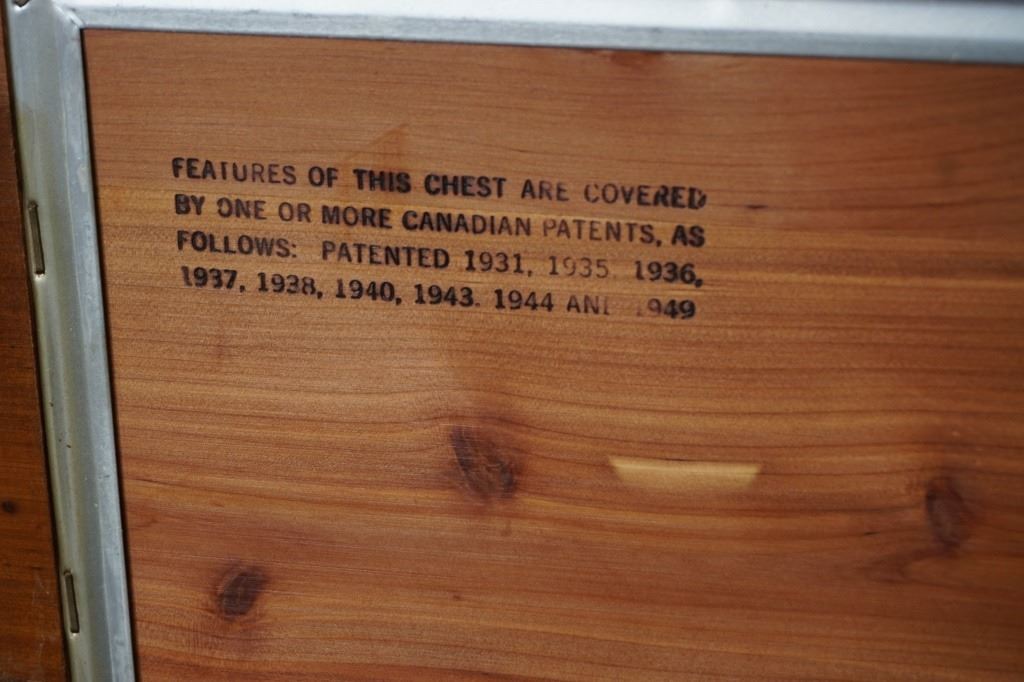 FEATURES OF THIS CHEST ARE COVERED
BY ONE OR MORE CANADIAN PATENTS, AS
FOLLOWS: PATENTED 1931, 1935 1936,
1937, 1938, 1940, 1943. 1944 AND 1949